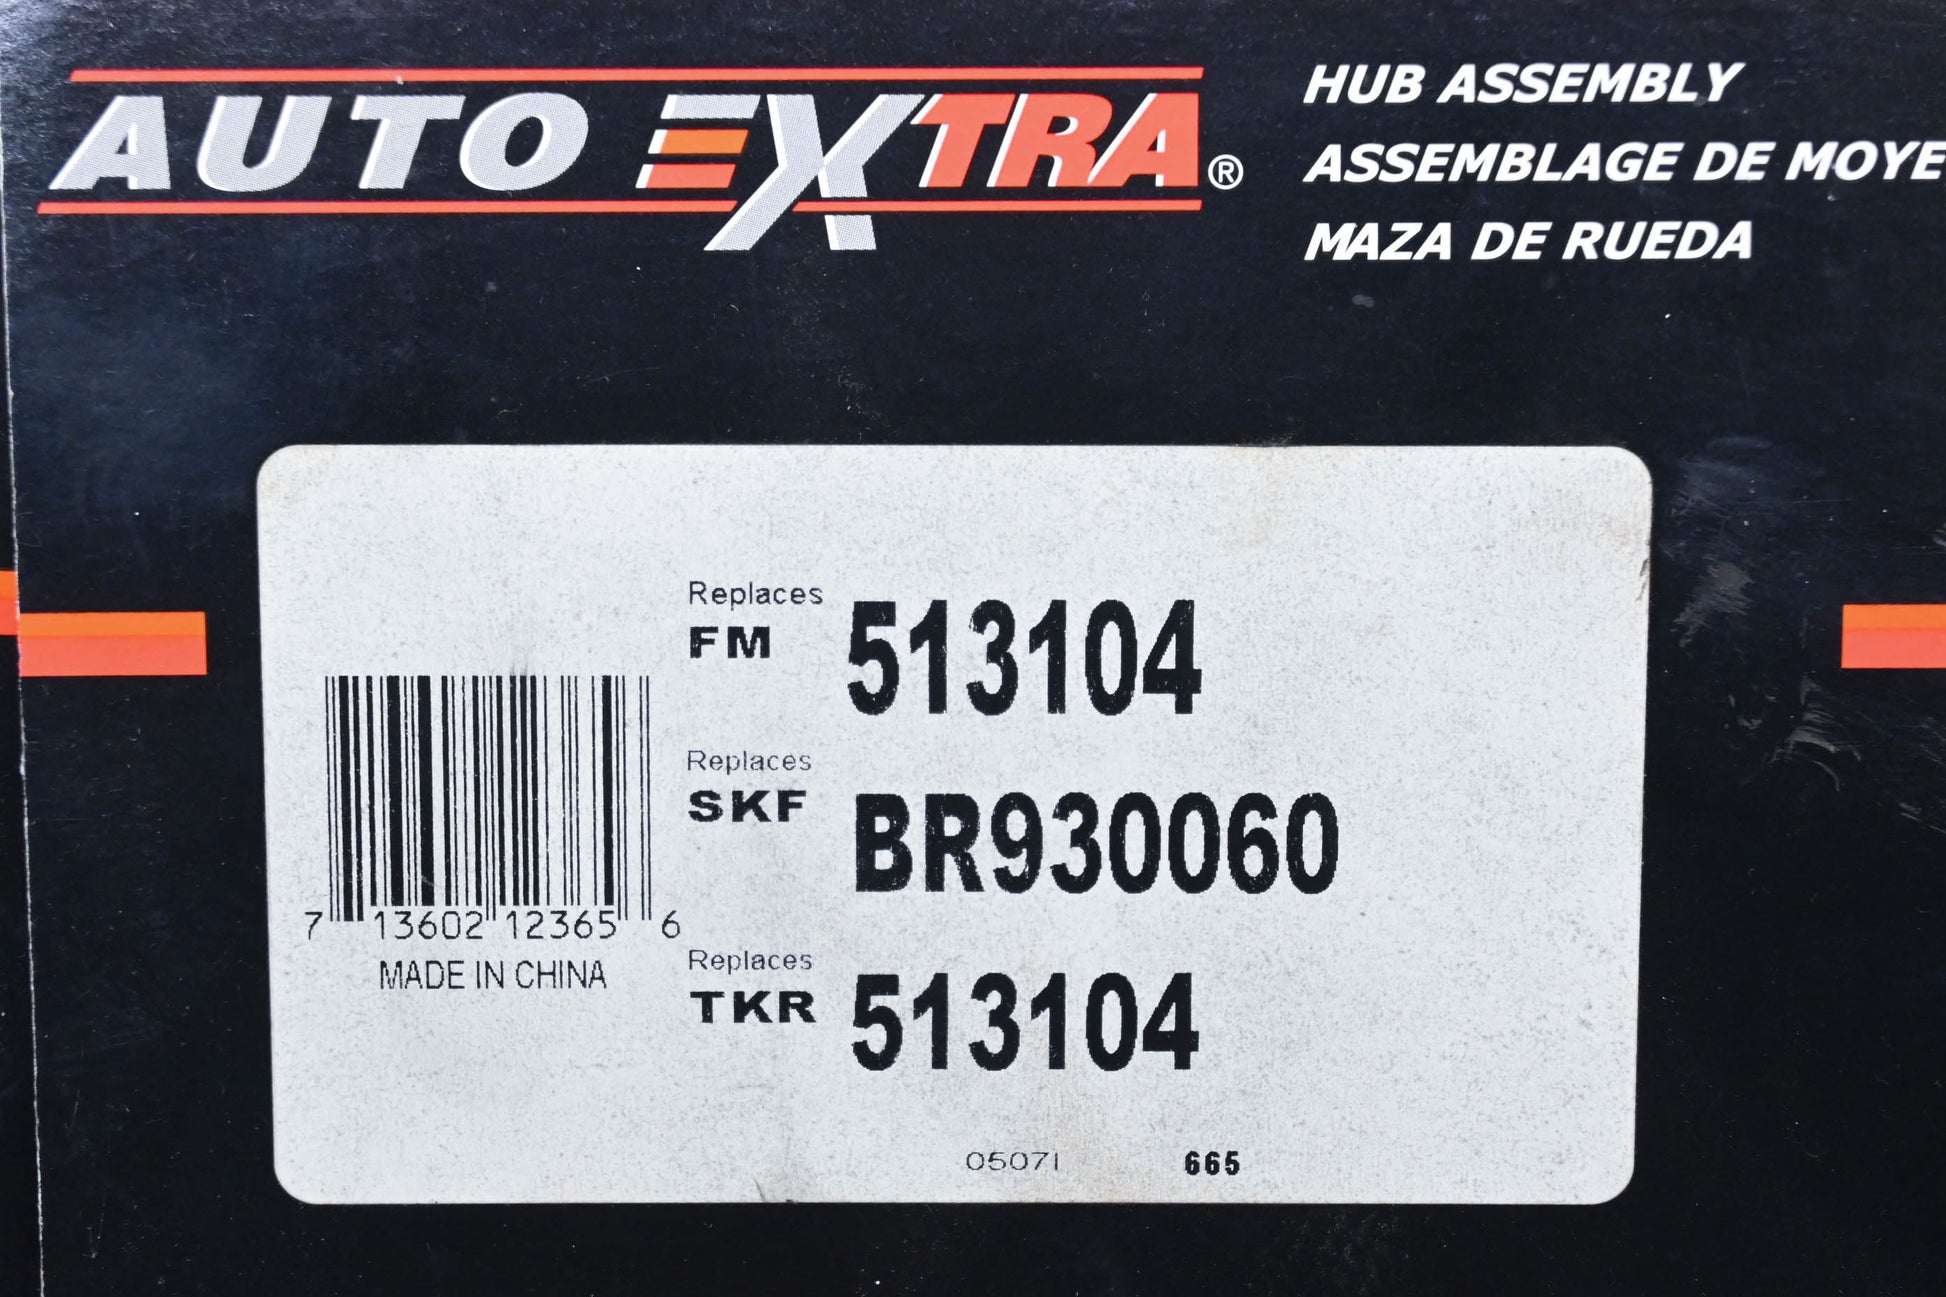 AUTO EXTRA®
HUB ASSEMBLY
ASSEMBLAGE DE MOYE
MAZA DE RUEDA
Replaces
FM 513104
Replaces
SKF BR930060
Replaces
TKR 513104
7 13602 12365 6
MADE IN CHINA
05071 665